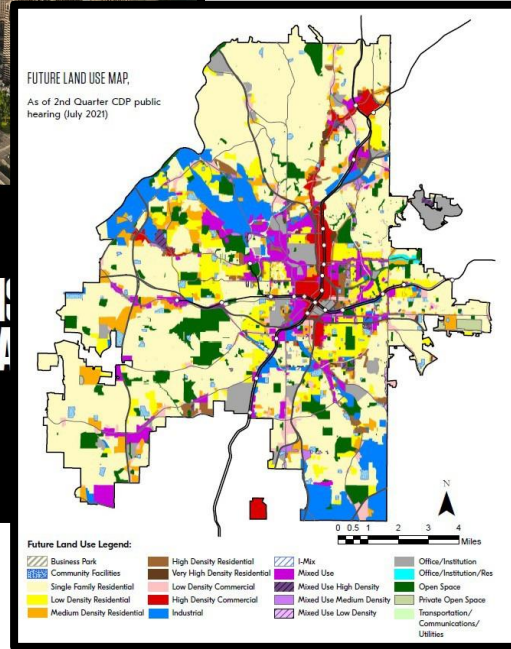 FUTURE LAND USE MAP,
As of 2nd Quarter CDP public
hearing (July 2021)
N
0 0.5 1 2 3 4
Miles
Future Land Use Legend:
Business Park
Community Facilities
Single Family Residential
Low Density Residential
Medium Density Residential
High Density Residential
Very High Density Residential
Low Density Commercial
High Density Commercial
Industrial
I-Mix
Mixed Use
Mixed Use High Density
Mixed Use Medium Density
Mixed Use Low Density
Office/Institution
Office/Institution/Res
Open Space
Private Open Space
Transportation/
Communications/
Utilities